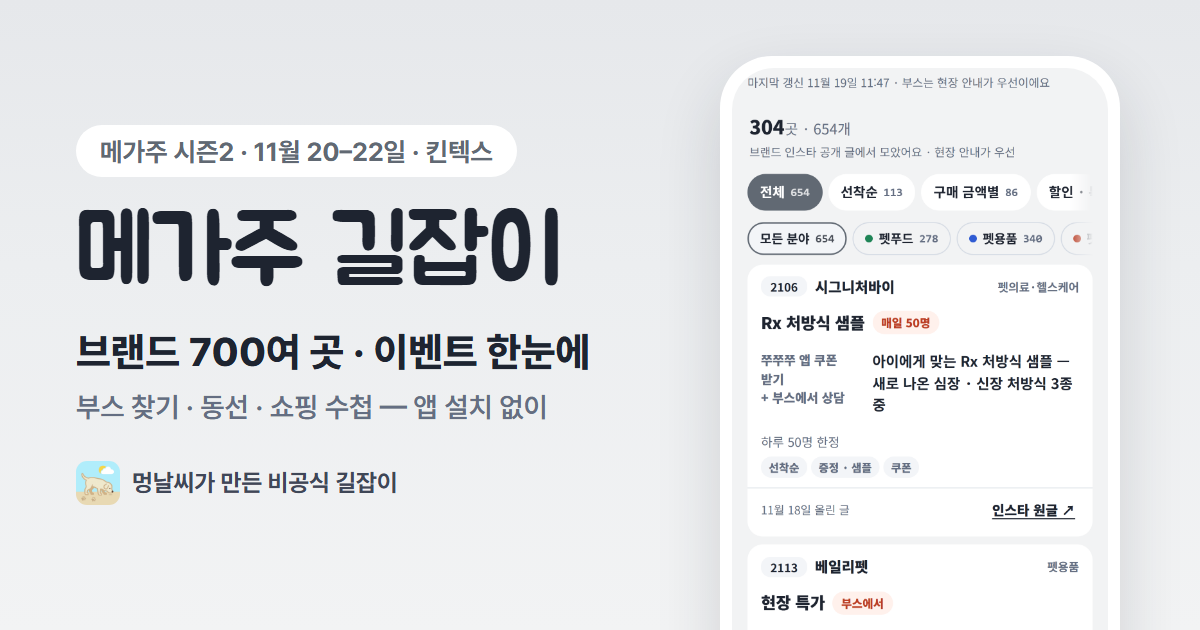 메가주 시즌2 · 11월 20–22일 · 킨텍스
메가주 길잡이
브랜드 700여 곳 · 이벤트 한눈에
부스 찾기 · 동선 · 쇼핑 수첩 — 앱 설치 없이
멍날씨가 만든 비공식 길잡이
마지막 갱신 11월 19일 11:47 · 부스는 현장 안내가 우선이에요
304곳 · 654개
브랜드 인스타 공개 글에서 모았어요 · 현장 안내가 우선
전체 654 선착순 113 구매 금액별 86 할인 ·
모든 분야 654 펫푸드 278 펫용품 340
2106 시그니처바이 펫의료·헬스케어
Rx 처방식 샘플 매일 50명
쭈쭈쭈 앱 쿠폰 받기
+ 부스에서 상담
아이에게 맞는 Rx 처방식 샘플 —
새로 나온 심장 · 신장 처방식 3종
중
하루 50명 한정
선착순 증정 · 샘플 쿠폰
11월 18일 올린 글 인스타 원글 ↗
2113 베일리펫 펫용품
현장 특가 부스에서